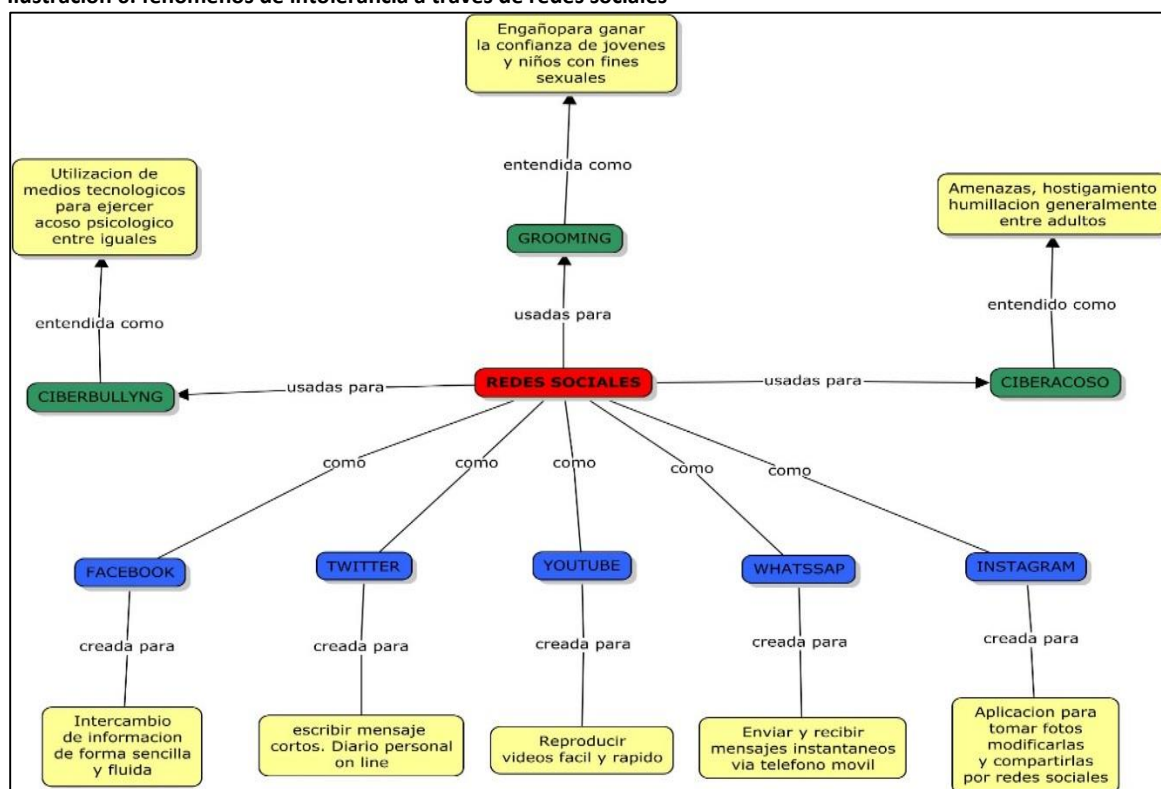 Ilustración 6. fenómenos de intolerancia a través de redes sociales
Engañopara ganar
la confianza de jovenes
y niños con fines
sexuales
entendida como
Utilizacion de
medios tecnologicos
para ejercer
acoso psicologico
entre iguales
Amenazas, hostigamiento
humillacion generalmente
entre adultos
GROOMING
entendida como
entendido como
usadas para
CIBERBULLYNG
usadas para
REDES SOCIALES
usadas para
CIBERACOSO
como
como
como
como
como
FACEBOOK
TWITTER
YOUTUBE
WHATSSAP
INSTAGRAM
creada para
creada para
creada para
creada para
creada para
Intercambio
de informacion
de forma sencilla
y fluida
escribir mensaje
cortos. Diario personal
on line
Reproducir
videos facil y rapido
Enviar y recibir
mensajes instantaneos
via telefono movil
Aplicacion para
tomar fotos
modificarlas
y compartirlas
por redes sociales